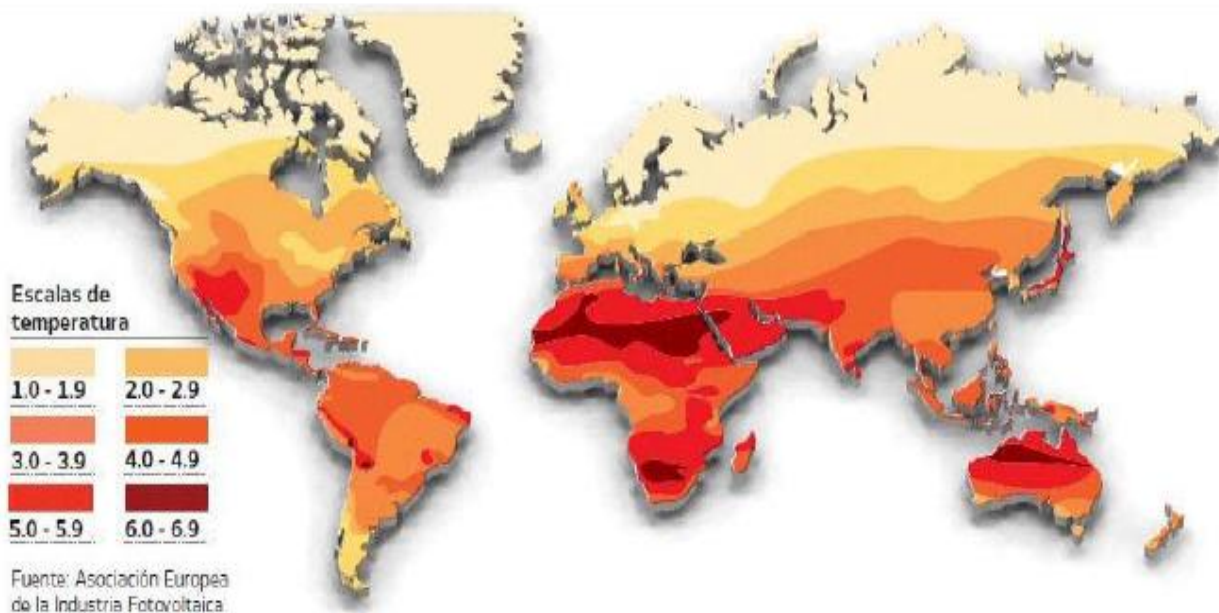 Escalas de
temperatura
1.0 - 1.9 2.0 - 2.9
3.0 - 3.9 4.0 - 4.9
5.0 - 5.9 6.0 - 6.9
Fuente: Asociación Europea
de la Industria Fotovoltaica